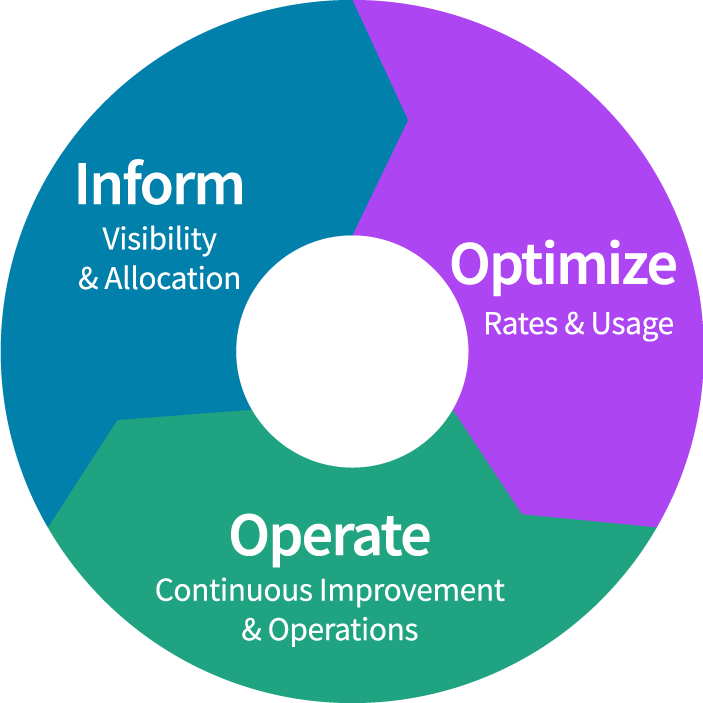 Inform
Visibility
& Allocation
Optimize
Rates & Usage
Operate
Continuous Improvement
& Operations